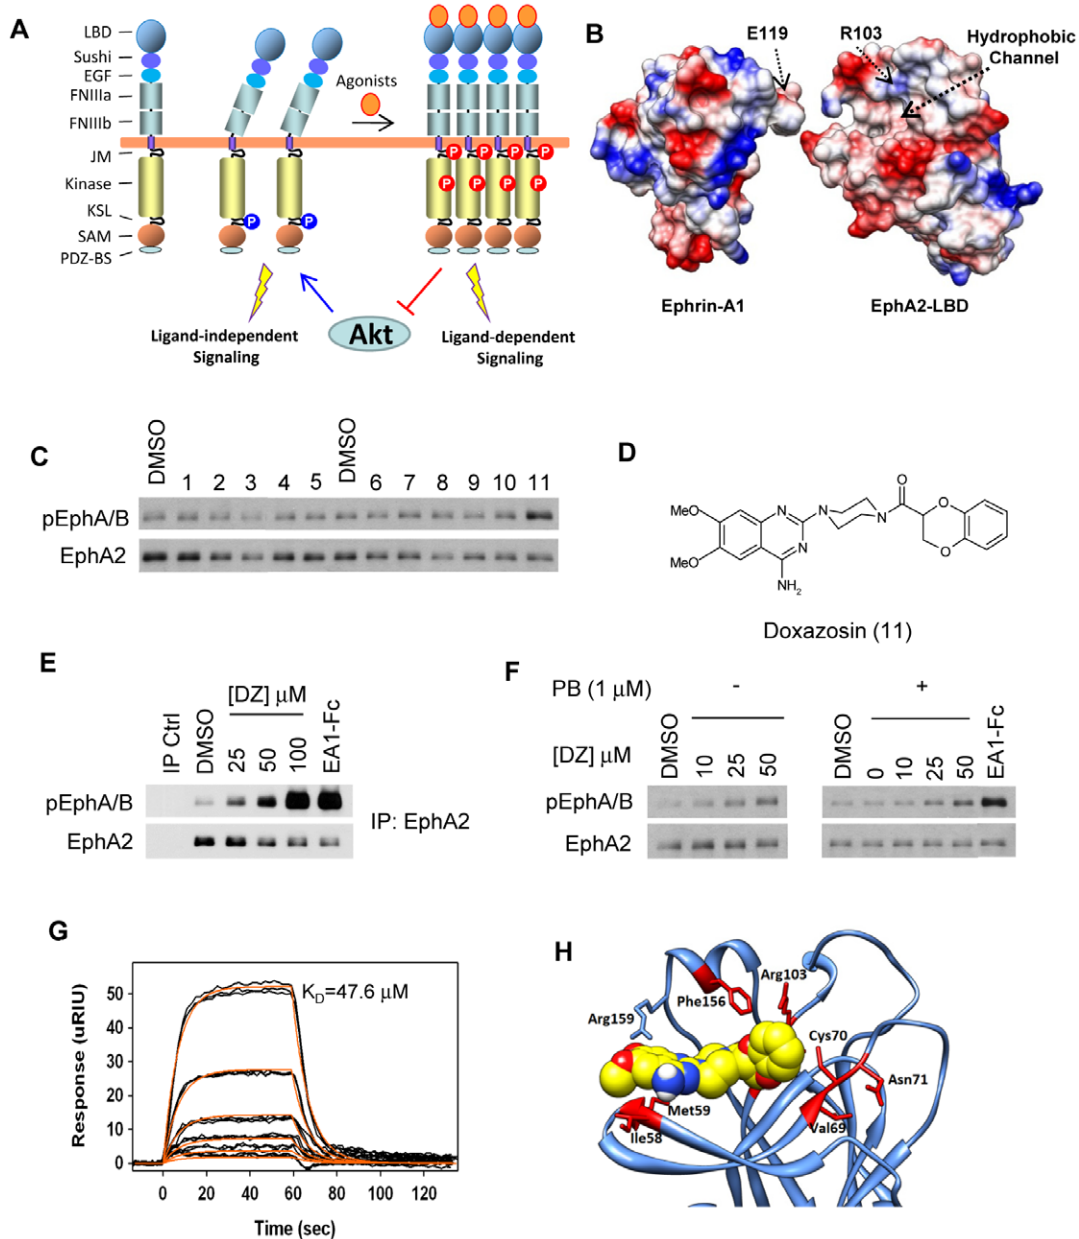 A
LBD
Sushi
EGF
FNIIIa
FNIIIb
JM
Kinase
KSL
SAM
PDZ-BS
Agonists
P P P P
P P P P
P P
Ligand-independent
Signaling
Akt
Ligand-dependent
Signaling
B
E119
R103
Hydrophobic
Channel
Ephrin-A1
EphA2-LBD
C
DMSO 1 2 3 4 5 DMSO 6 7 8 9 10 11
pEphA/B
EphA2
D
MeO
MeO
N
N
NH2
N
N
O
O
O
Doxazosin (11)
E
[DZ] µM
IP Ctrl DMSO 25 50 100 EA1-Fc
pEphA/B
EphA2
IP: EphA2
F
PB (1 µM) - +
[DZ] µM DMSO 10 25 50 DMSO 0 10 25 50 EA1-Fc
pEphA/B
EphA2
G
KD=47.6 µM
Response (uRIU)
50
40
30
20
10
0
0 20 40 60 80 100 120
Time (sec)
H
Arg103
Phe156
Arg159
Cys70
Asn71
Met59
Val69
Ile58